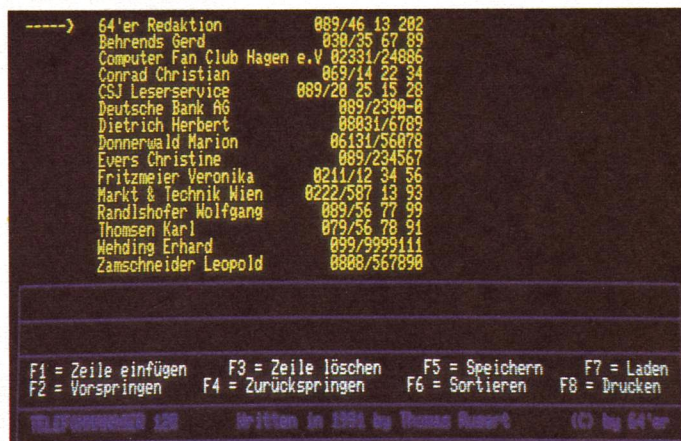 -----> 64'er Redaktion 089/46 13 202
Behrends Gerd 030/35 67 89
Computer Fan Club Hagen e.V 02331/24886
Conrad Christian 069/14 22 34
CSJ Leserservice 089/20 25 15 28
Deutsche Bank AG 089/2390-0
Dietrich Herbert 08031/6789
Donnerwald Marion 06131/56078
Evers Christine 089/234567
Fritzmeier Veronika 0211/12 34 56
Markt & Technik Wien 0222/587 13 93
Randlshofer Wolfgang 089/56 77 99
Thomsen Karl 079/56 78 91
Wehding Erhard 099/9999111
Zamschneider Leopold 0808/567890
F1 = Zeile einfügen F3 = Zeile löschen F5 = Speichern F7 = Laden
F2 = Vorspringen F4 = Zurückspringen F6 = Sortieren F8 = Drucken
128 Written in 1991 by Thomas (C) by 64'er